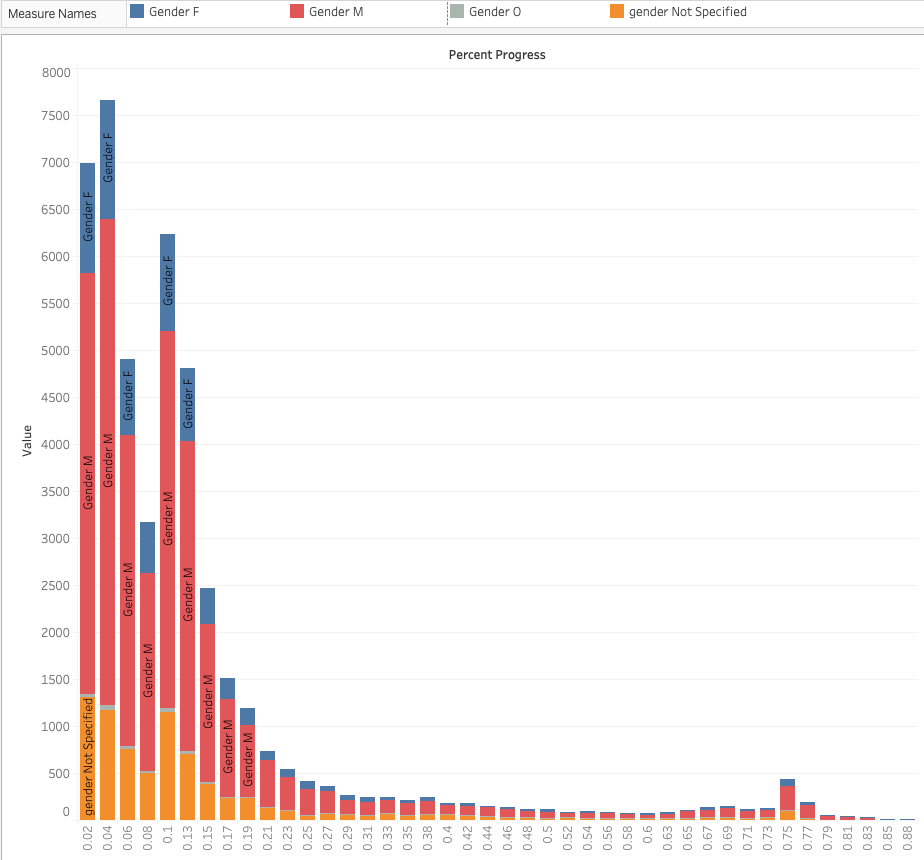 Measure Names Gender F Gender M Gender O gender Not Specified
Percent Progress
8000
7500
7000
6500
6000
5500
5000
4500
4000
3500
3000
2500
2000
1500
1000
500
0
Value
Gender F
Gender M
gender Not Specified
Gender F
Gender M
Gender F
Gender M
Gender M
Gender F
Gender M
Gender F
Gender M
Gender M
Gender M
Gender M
0.02 0.04 0.06 0.08 0.1 0.13 0.15 0.17 0.19 0.21 0.23 0.25 0.27 0.29 0.31 0.33 0.35 0.38 0.4 0.42 0.44 0.46 0.48 0.5 0.52 0.54 0.56 0.58 0.6 0.63 0.65 0.67 0.69 0.71 0.73 0.75 0.77 0.79 0.81 0.83 0.85 0.88